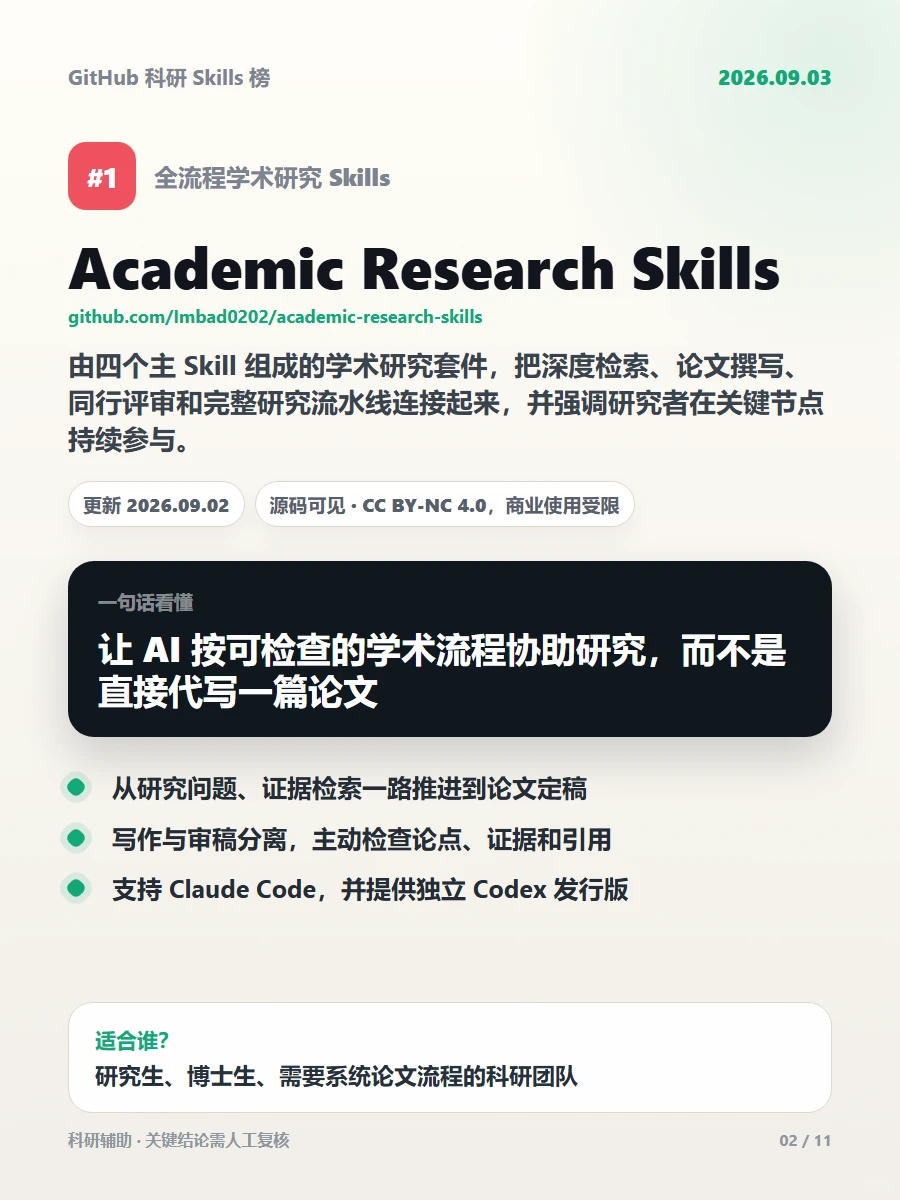 GitHub 科研 Skills 榜
2026.09.03
#1
全流程学术研究 Skills
Academic Research Skills
github.com/Imbad0202/academic-research-skills
由四个主 Skill 组成的学术研究套件，把深度检索、论文撰写、
同行评审和完整研究流水线连接起来，并强调研究者在关键节点
持续参与。
更新 2026.09.02
源码可见 · CC BY-NC 4.0，商业使用受限
一句话看懂
让 AI 按可检查的学术流程协助研究，而不是
直接代写一篇论文
从研究问题、证据检索一路推进到论文定稿
写作与审稿分离，主动检查论点、证据和引用
支持 Claude Code，并提供独立 Codex 发行版
适合谁？
研究生、博士生、需要系统论文流程的科研团队
科研辅助 · 关键结论需人工复核
02 / 11